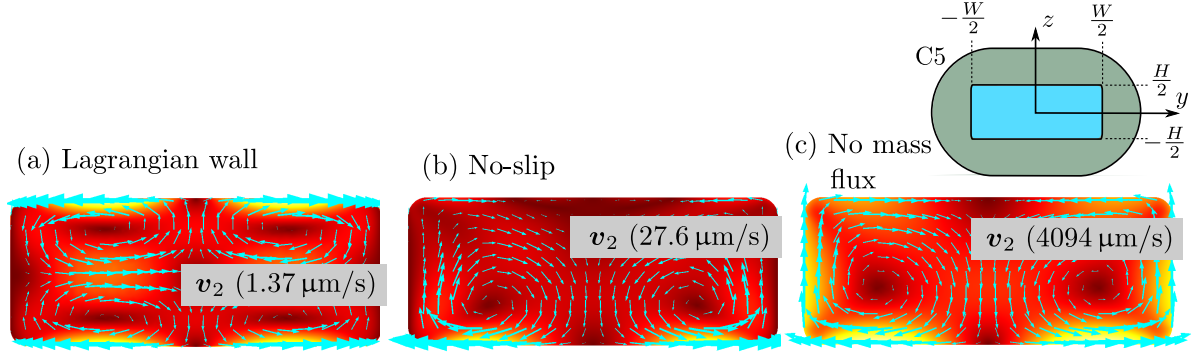 −W/2 z W/2
C5
H/2
y
−H/2
(a) Lagrangian wall
(b) No-slip
(c) No mass
flux
v₂ (1.37 µm/s)
v₂ (27.6 µm/s)
v₂ (4094 µm/s)